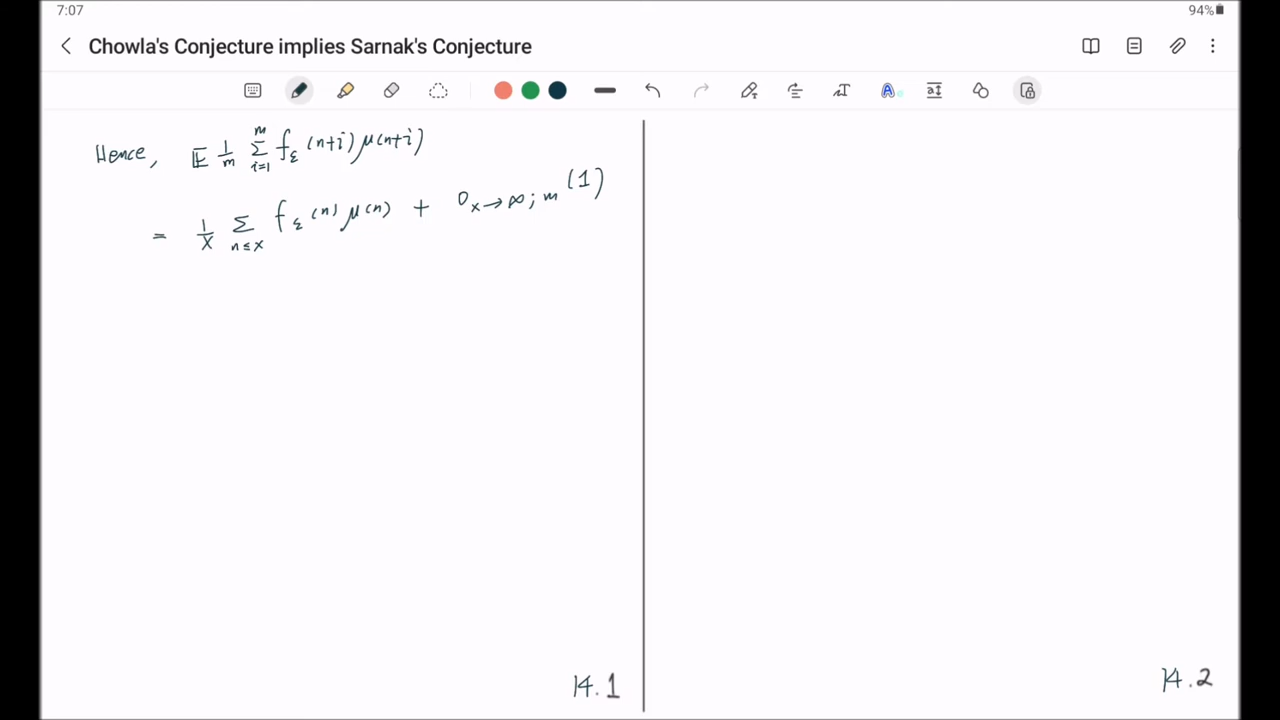 7:07
94%
Chowla's Conjecture implies Sarnak's Conjecture
Hence, 𝔼 1/m ∑_{i=1}^{m} f_ε(n+i) μ(n+i)
= 1/x ∑_{n≤x} f_ε(n) μ(n) + o_{x→∞; m}(1)
14.1
14.2